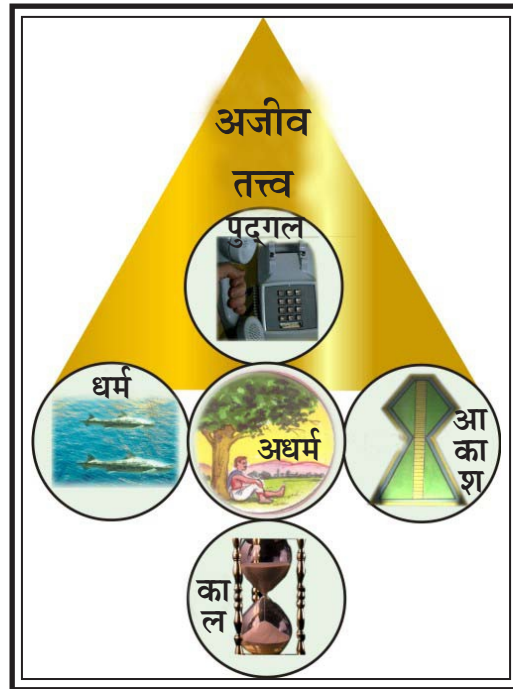 अजीव
तत्त्व
पुद्गल
धर्म
अधर्म
आ
का
श
का
ल